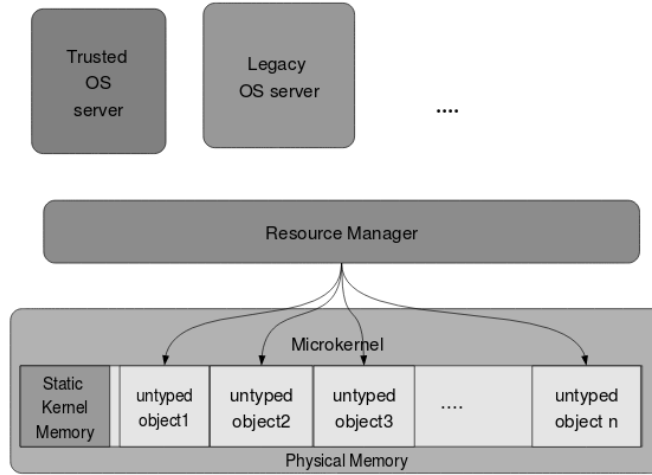 Trusted
OS
server
Legacy
OS server
....
Resource Manager
Microkernel
Static
Kernel
Memory
untyped
object1
untyped
object2
untyped
object3
....
untyped
object n
Physical Memory